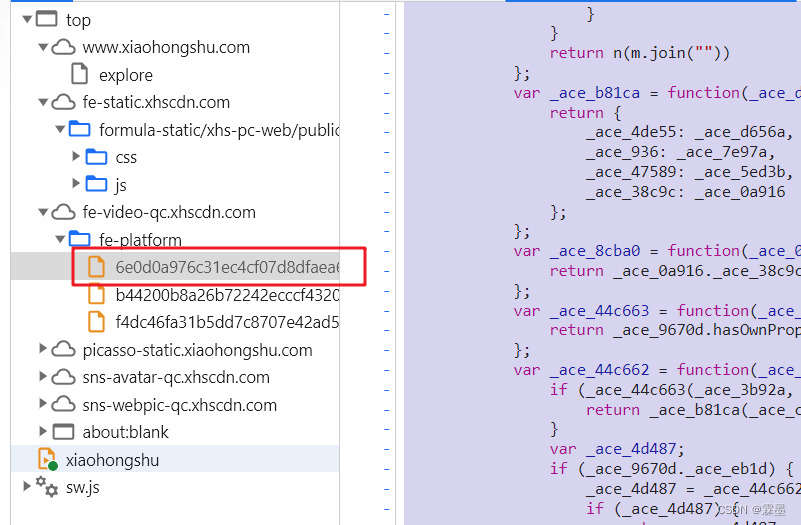 top
www.xiaohongshu.com
explore
fe-static.xhscdn.com
formula-static/xhs-pc-web/public
css
js
fe-video-qc.xhscdn.com
fe-platform
6e0d0a976c31ec4cf07d8dfaea6
b44200b8a26b72242ecccf4320
f4dc46fa31b5dd7c8707e42ad5
picasso-static.xiaohongshu.com
sns-avatar-qc.xhscdn.com
sns-webpic-qc.xhscdn.com
about:blank
xiaohongshu
sw.js
}
}
return n(m.join(""))
};
var _ace_b81ca = function(_ace_d
return {
_ace_4de55: _ace_d656a,
_ace_936: _ace_7e97a,
_ace_47589: _ace_5ed3b,
_ace_38c9c: _ace_0a916
};
};
var _ace_8cba0 = function(_ace_0
return _ace_0a916._ace_38c9c
};
var _ace_44c663 = function(_ace_
return _ace_9670d.hasOwnProp
};
var _ace_44c662 = function(_ace_
if (_ace_44c663(_ace_3b92a,
return _ace_b81ca(_ace_c
}
var _ace_4d487;
if (_ace_9670d._ace_eb1d) {
_ace_4d487 = _ace_44c662
if (_ace_4d487) {
CSDN @霖墨